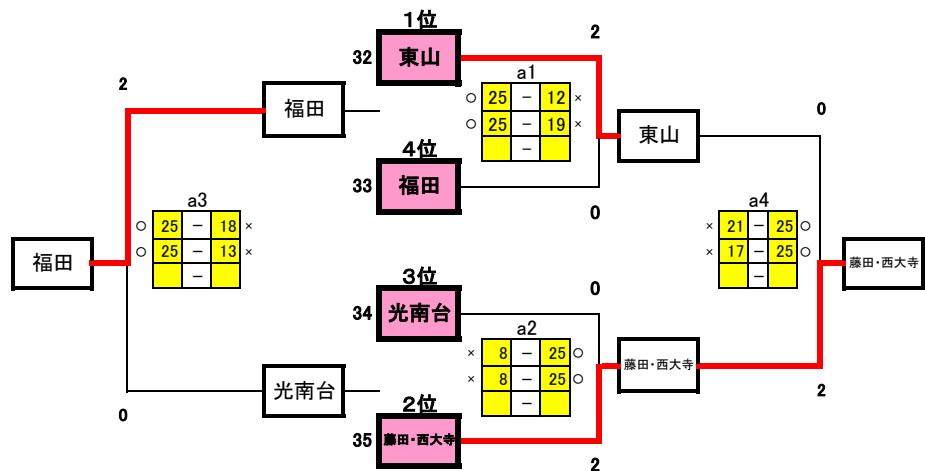 1位
32 東山
2
2
福田
a1
○ 25 － 12 ×
○ 25 － 19 ×
－
東山
0
4位
33 福田
0
a3
○ 25 － 18 ×
○ 25 － 13 ×
－
福田
a4
× 21 － 25 ○
× 17 － 25 ○
－
藤田・西大寺
3位
34 光南台
0
a2
× 8 － 25 ○
× 8 － 25 ○
－
藤田・西大寺
2
光南台
0
2位
35 藤田・西大寺
2